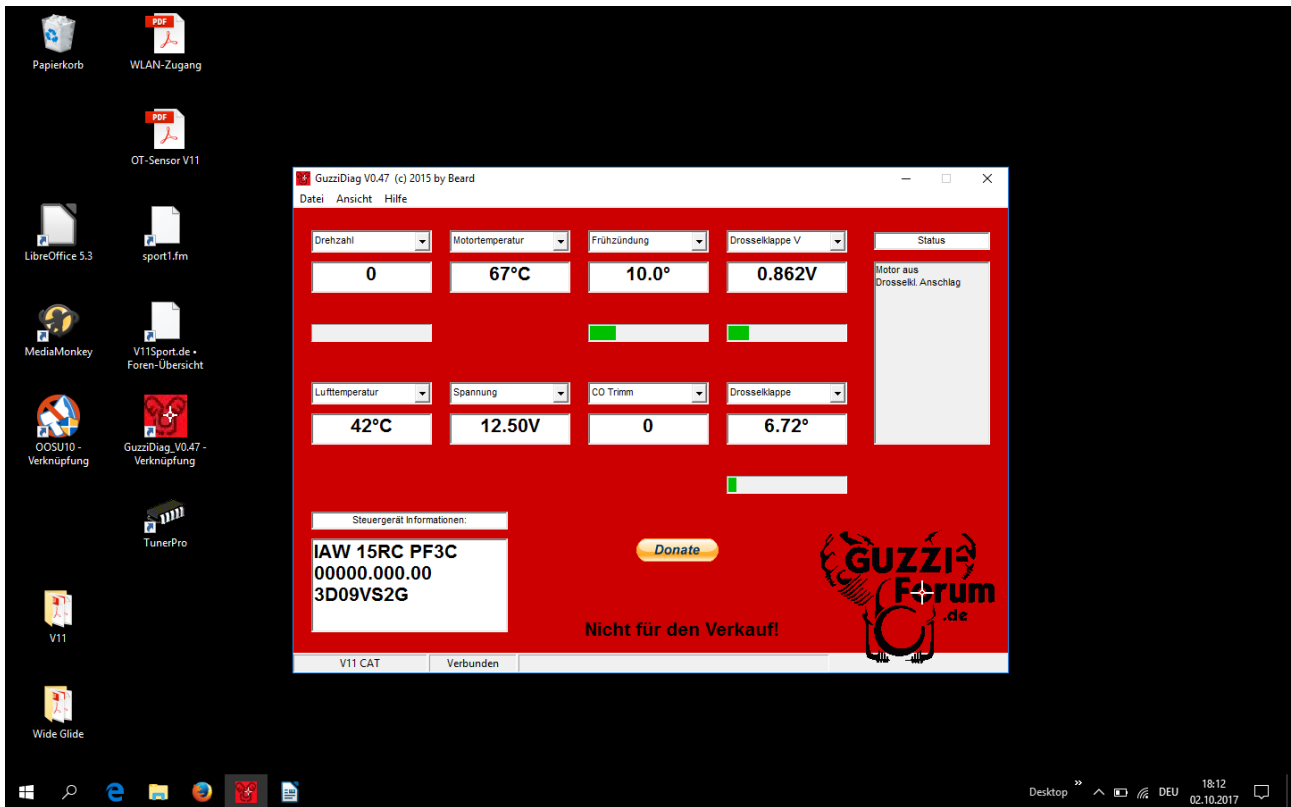 Papierkorb
PDF
WLAN-Zugang
PDF
OT-Sensor V11
LibreOffice 5.3
sport1.fm
MediaMonkey
V11Sport.de •
Foren-Übersicht
OOSU10 -
Verknüpfung
GuzziDiag_V0.47 -
Verknüpfung
TunerPro
V11
Wide Glide
GuzziDiag V0.47 (c) 2015 by Beard
Datei Ansicht Hilfe
Drehzahl Motortemperatur Frühzündung Drosselklappe V Status
0 67°C 10.0° 0.862V
Motor aus
Drosselkl. Anschlag
Lufttemperatur Spannung CO Trimm Drosselklappe
42°C 12.50V 0 6.72°
Steuergerät Informationen:
IAW 15RC PF3C
00000.000.00
3D09VS2G
Donate
Nicht für den Verkauf!
GUZZI
Forum
.de
V11 CAT Verbunden
Desktop » DEU 18:12
02.10.2017